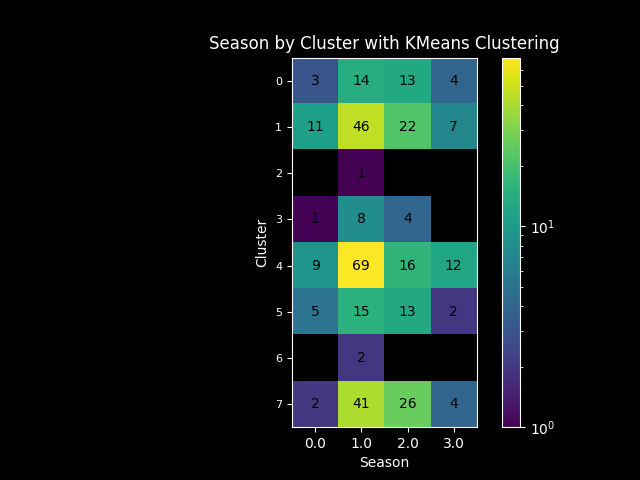 Season by Cluster with KMeans Clustering
0 3 14 13 4
1 11 46 22 7
2 1
3 1 8 4
4 9 69 16 12
5 5 15 13 2
6 2
7 2 41 26 4
0.0 1.0 2.0 3.0
Season
Cluster
10¹
10⁰